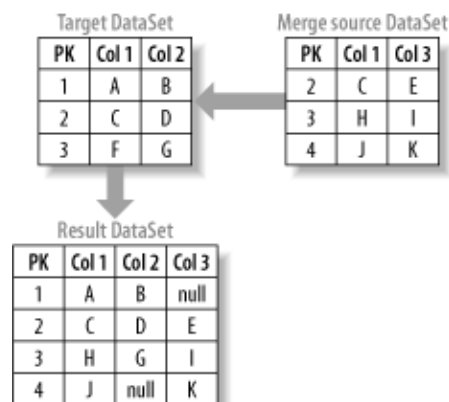 Target DataSet
PK Col 1 Col 2
1 A B
2 C D
3 F G
Merge source DataSet
PK Col 1 Col 3
2 C E
3 H I
4 J K
Result DataSet
PK Col 1 Col 2 Col 3
1 A B null
2 C D E
3 H G I
4 J null K